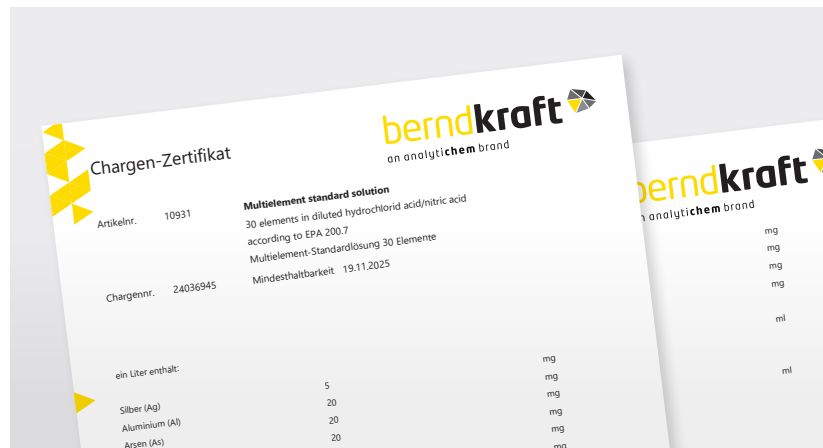 berndkraft
an analytichem brand
Chargen-Zertifikat
Artikelnr. 10931
Multielement standard solution
30 elements in diluted hydrochlorid acid/nitric acid
according to EPA 200.7
Multielement-Standardlösung 30 Elemente
Chargennr. 24036945
Mindesthaltbarkeit 19.11.2025
ein Liter enthält:
Silber (Ag) 5 mg
Aluminium (Al) 20 mg
Arsen (As) 20 mg
20 mg
mg
mg
berndkraft
an analytichem brand
mg
mg
mg
mg
ml
ml